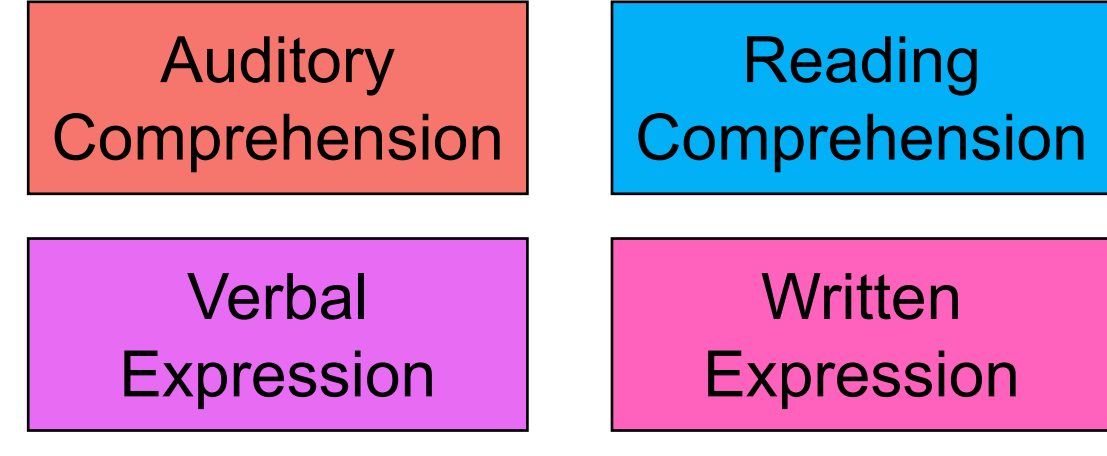 Auditory
Comprehension
Reading
Comprehension
Verbal
Expression
Written
Expression